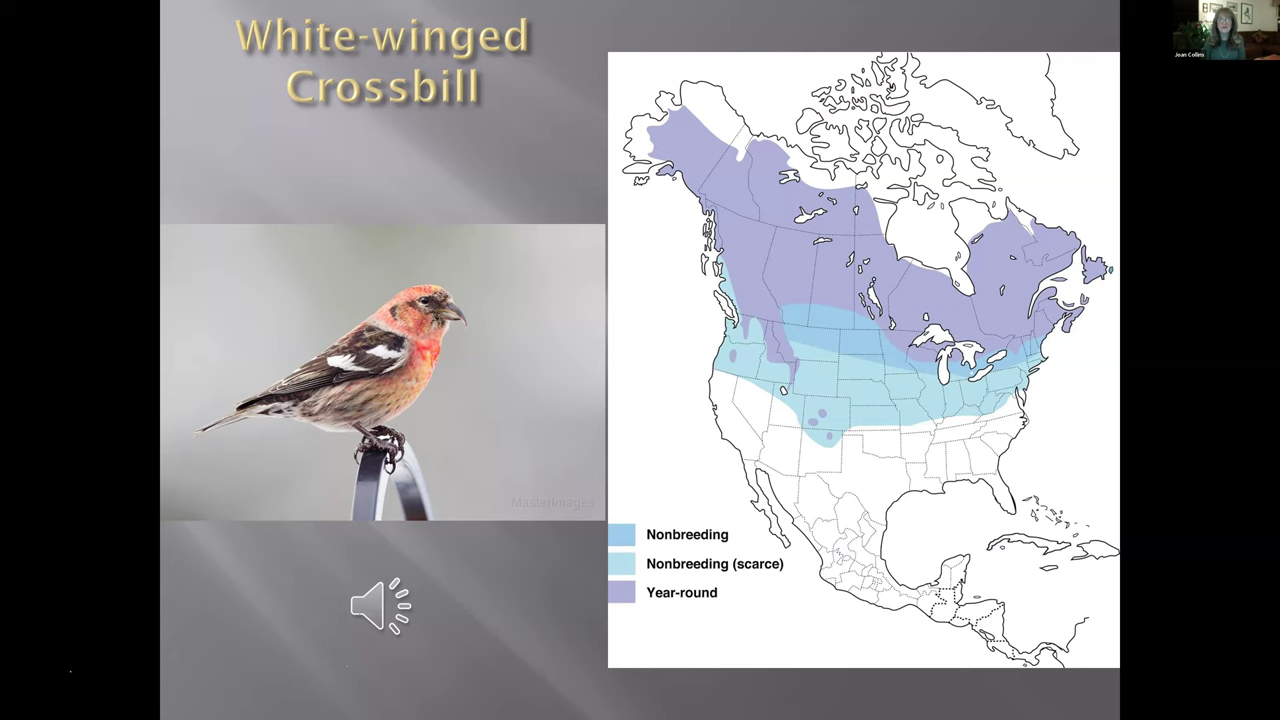 White-winged
Crossbill
Joan Collins
MasterImages
Nonbreeding
Nonbreeding (scarce)
Year-round